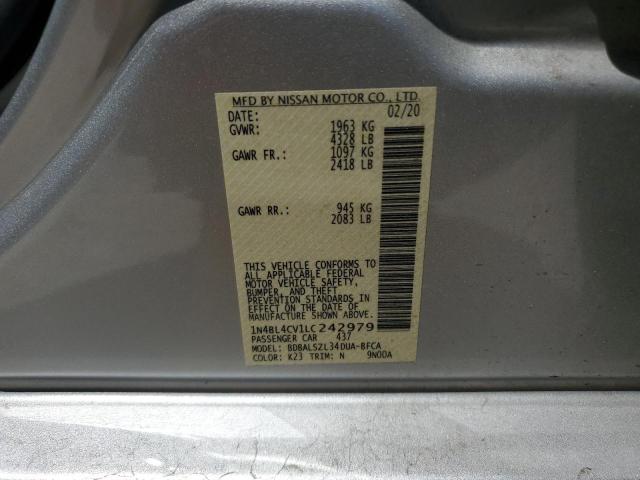 MFD BY NISSAN MOTOR CO., LTD.
DATE: 02/20
GVWR: 1963 KG
4328 LB
GAWR FR.: 1097 KG
2418 LB
GAWR RR.: 945 KG
2083 LB
THIS VEHICLE CONFORMS TO
ALL APPLICABLE FEDERAL
MOTOR VEHICLE SAFETY,
BUMPER, AND THEFT
PREVENTION STANDARDS IN
EFFECT ON THE DATE OF
MANUFACTURE SHOWN ABOVE.
1N4BL4CV1LC242979
PASSENGER CAR 437
MODEL: BDBALSZL34DUA-BFCA
COLOR: K23 TRIM: N 9N0DA